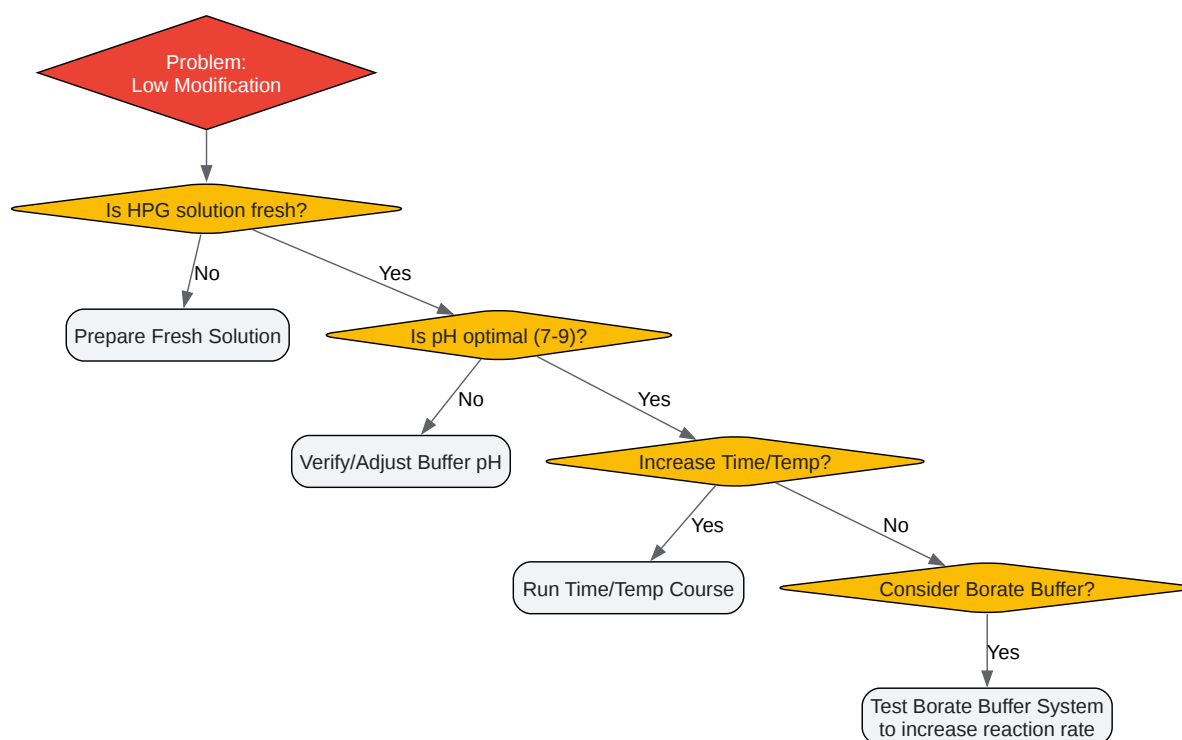 Problem:
Low Modification
Is HPG solution fresh?
No
Yes
Prepare Fresh Solution
Is pH optimal (7-9)?
No
Yes
Verify/Adjust Buffer pH
Increase Time/Temp?
Yes
No
Run Time/Temp Course
Consider Borate Buffer?
Yes
Test Borate Buffer System
to increase reaction rate